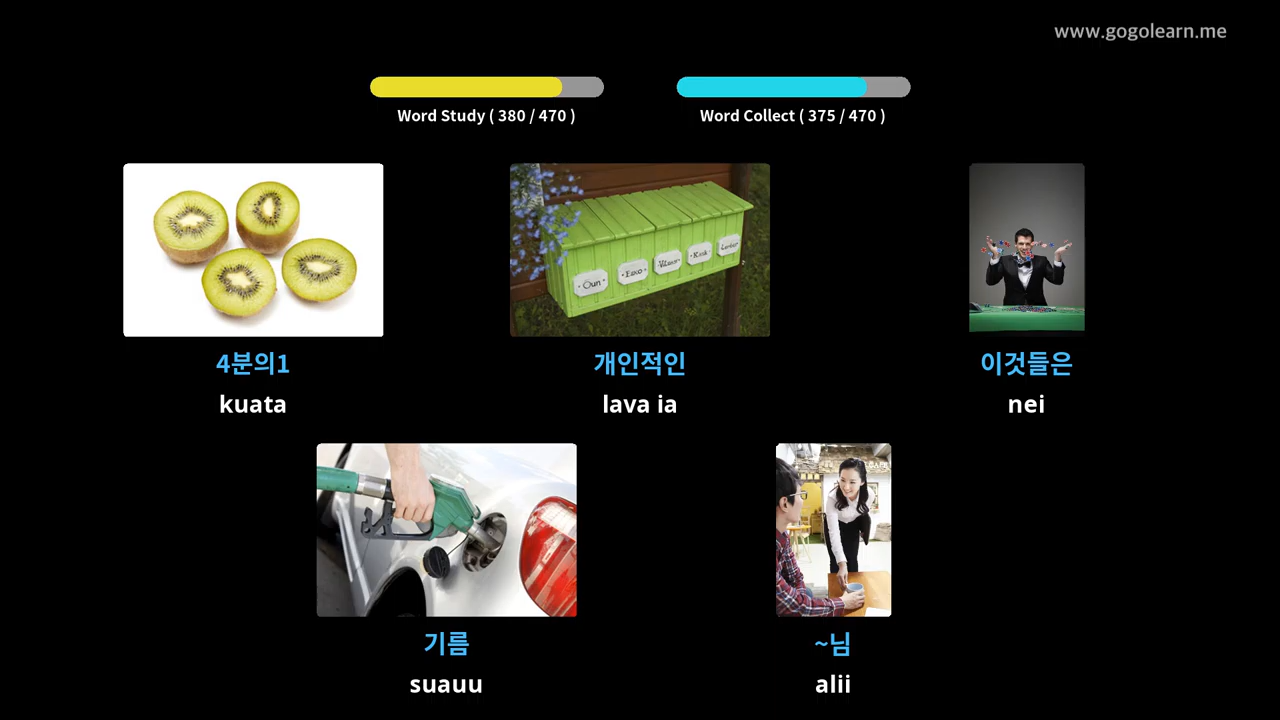 www.gogolearn.me
Word Study ( 380 / 470 )
Word Collect ( 375 / 470 )
4분의1
kuata
개인적인
lava ia
이것들은
nei
기름
suauu
~님
alii